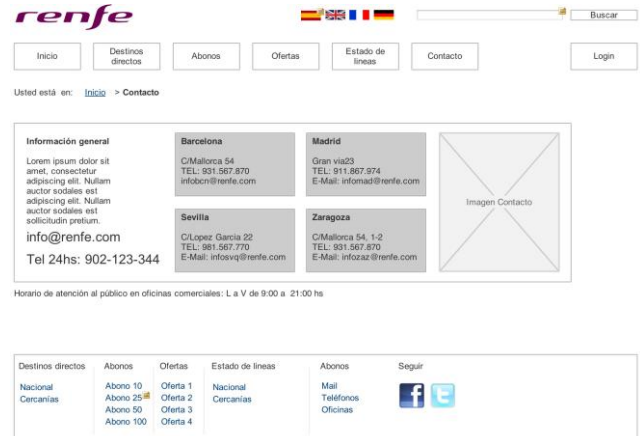 renfe
Buscar
Inicio
Destinos directos
Abonos
Ofertas
Estado de lineas
Contacto
Login
Usted está en: Inicio > Contacto
Información general
Lorem ipsum dolor sit
amet, consectetur
adipiscing elit. Nullam
auctor sodales est
adipiscing elit. Nullam
auctor sodales est
sollicitudin pretium.
info@renfe.com
Tel 24hs: 902-123-344
Barcelona
C/Mallorca 54
TEL: 931.567.870
infobcn@renfe.com
Madrid
Gran via23
TEL: 911.867.974
E-Mail: infomad@renfe.com
Sevilla
C/Lopez Garcia 22
TEL: 981.567.770
E-Mail: infosvq@renfe.com
Zaragoza
C/Mallorca 54, 1-2
TEL: 931.567.870
E-Mail: infozaz@renfe.com
Imagen Contacto
Horario de atención al público en oficinas comerciales: L a V de 9:00 a 21:00 hs
Destinos directos
Nacional
Cercanías
Abonos
Abono 10
Abono 25
Abono 50
Abono 100
Ofertas
Oferta 1
Oferta 2
Oferta 3
Oferta 4
Estado de lineas
Nacional
Cercanías
Abonos
Mail
Teléfonos
Oficinas
Seguir
f
t